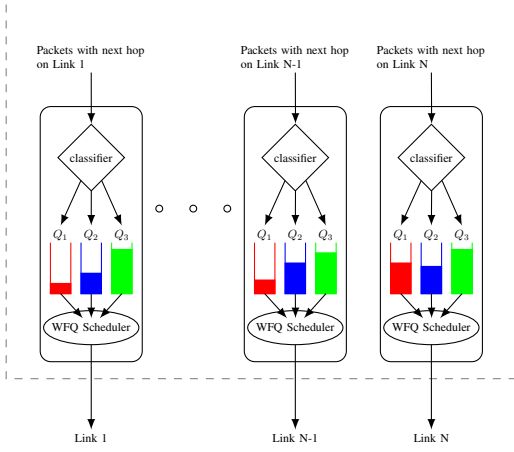 Packets with next hop
on Link 1
Packets with next hop
on Link N-1
Packets with next hop
on Link N
classifier
classifier
classifier
Q1 Q2 Q3
Q1 Q2 Q3
Q1 Q2 Q3
WFQ Scheduler
WFQ Scheduler
WFQ Scheduler
Link 1
Link N-1
Link N